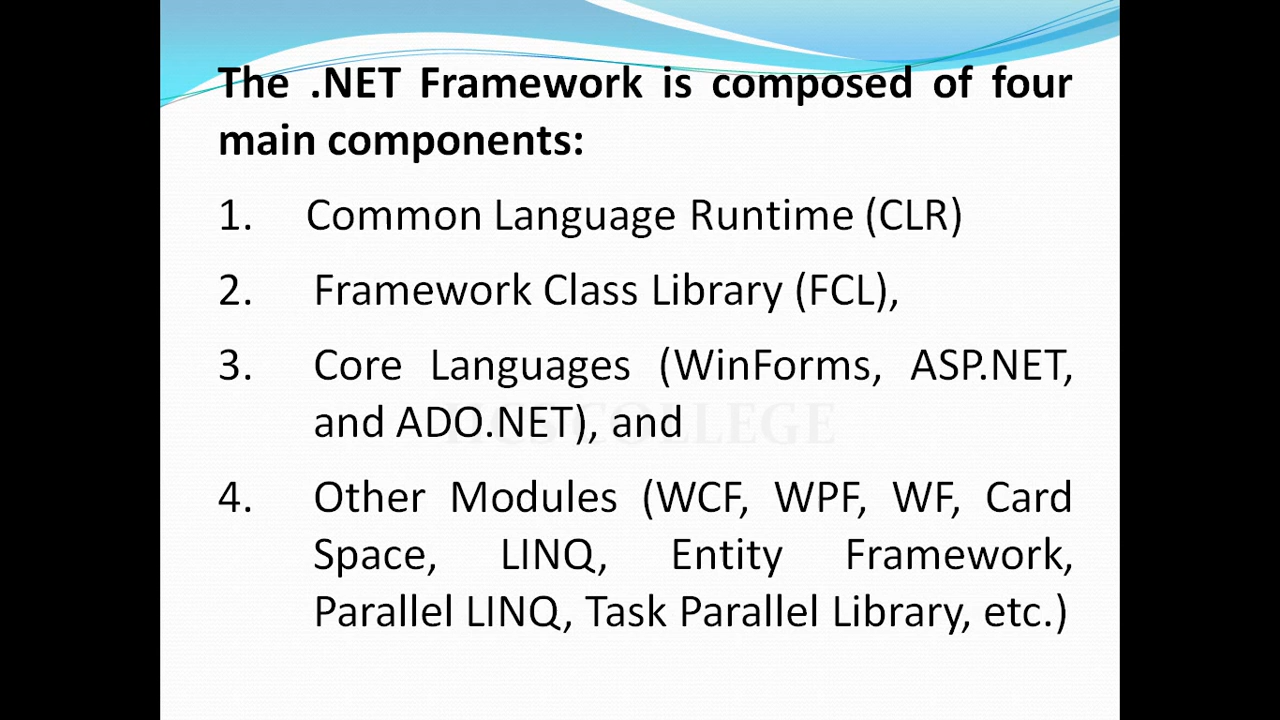 The .NET Framework is composed of four
main components:
1. Common Language Runtime (CLR)
2. Framework Class Library (FCL),
3. Core Languages (WinForms, ASP.NET,
and ADO.NET), and
COLLEGE
4. Other Modules (WCF, WPF, WF, Card
Space, LINQ, Entity Framework,
Parallel LINQ, Task Parallel Library, etc.)